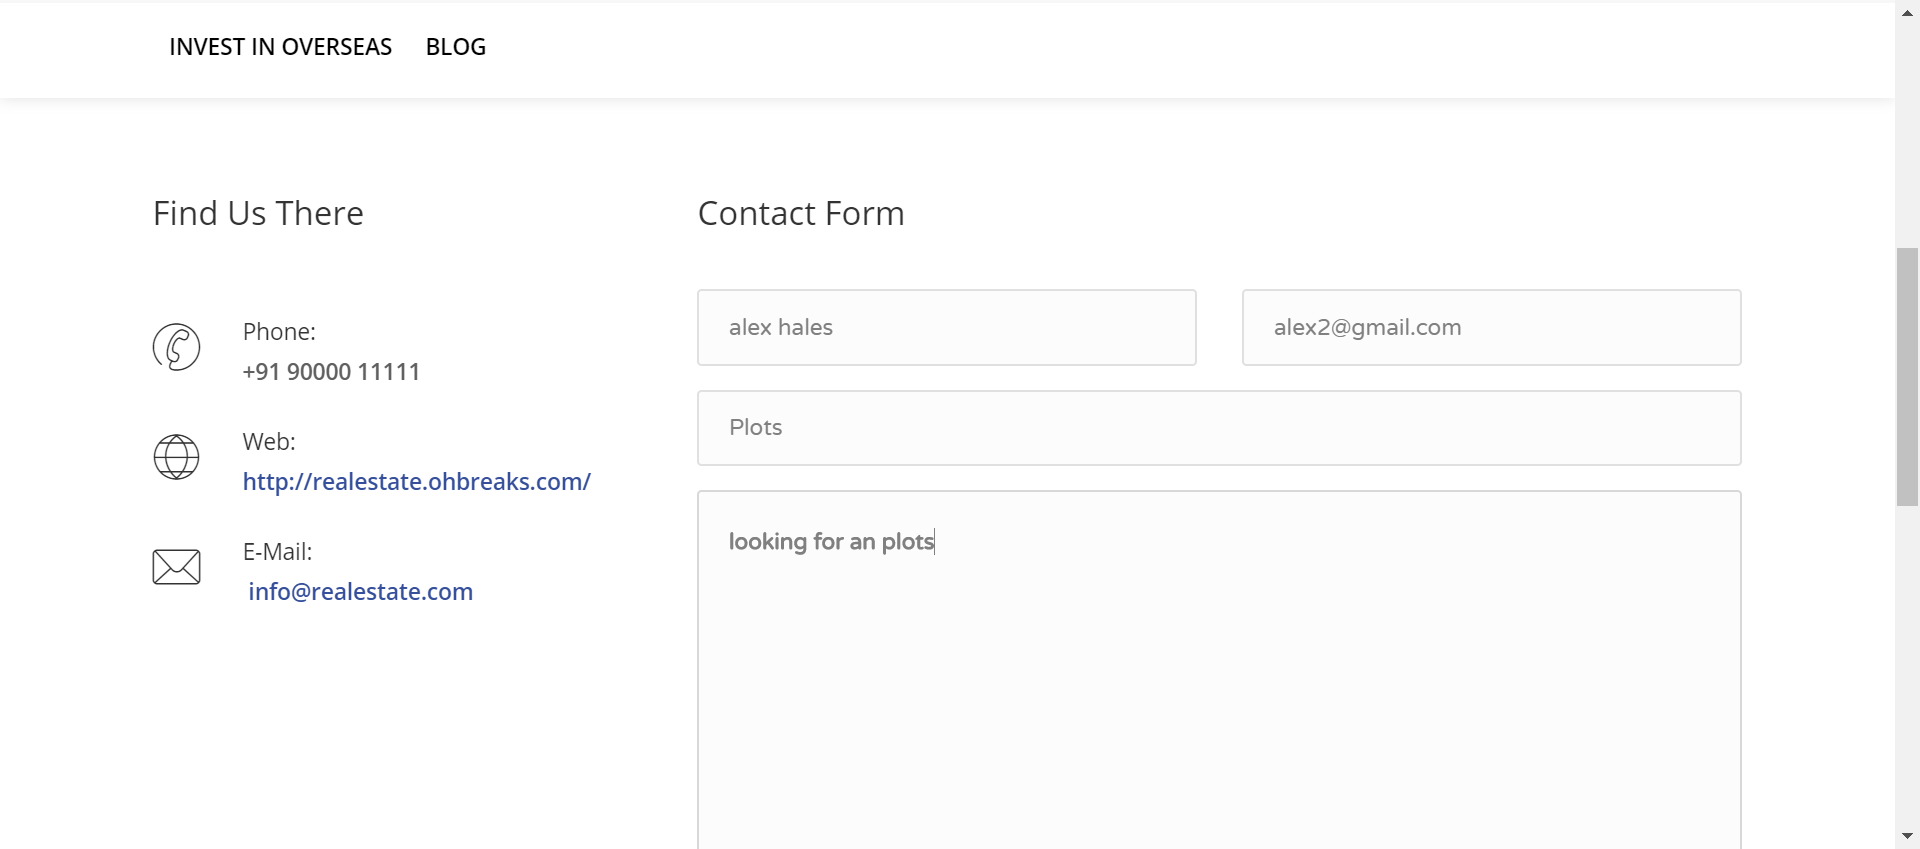 INVEST IN OVERSEAS BLOG
Find Us There
Phone:
+91 90000 11111
Web:
http://realestate.ohbreaks.com/
E-Mail:
info@realestate.com
Contact Form
alex hales
alex2@gmail.com
Plots
looking for an plots